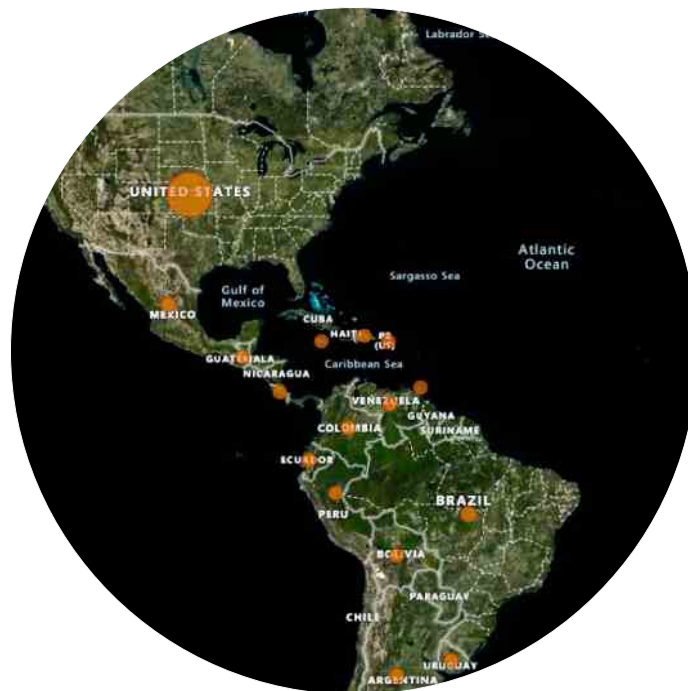 Labrador Se
UNITED STATES
Atlantic
Ocean
Sargasso Sea
Gulf of
Mexico
MEXICO
CUBA
HAITI
PR
(US)
GUATEMALA
Caribbean Sea
NICARAGUA
VENEZUELA
GUYANA
COLOMBIA
SURINAME
ECUADOR
BRAZIL
PERU
BOLIVIA
PARAGUAY
CHILE
URUGUAY
ARGENTINA